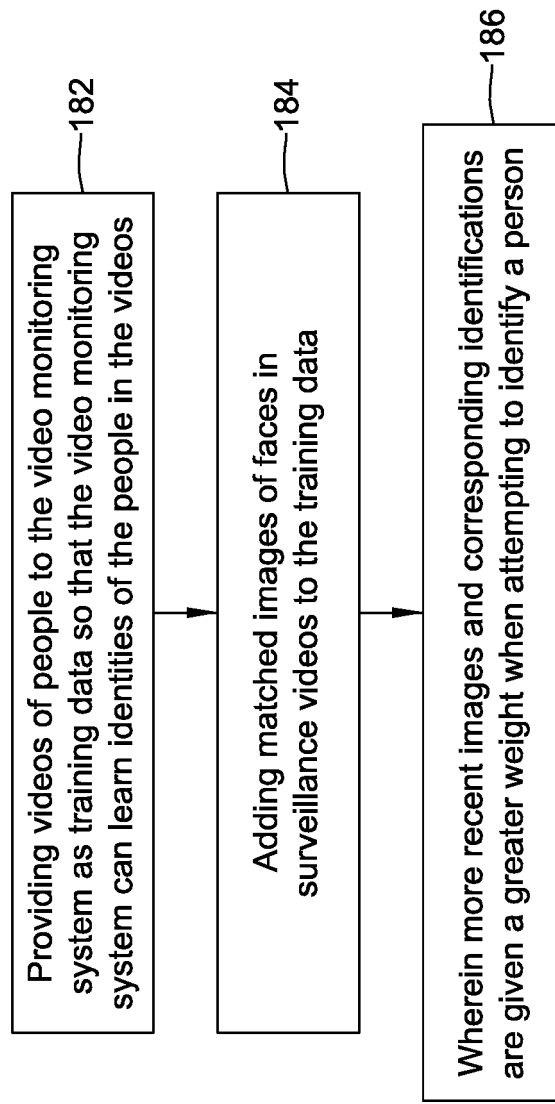 Providing videos of people to the video monitoring
system as training data so that the video monitoring
system can learn identities of the people in the videos
182
Adding matched images of faces in
surveillance videos to the training data
184
Wherein more recent images and corresponding identifications
are given a greater weight when attempting to identify a person
186